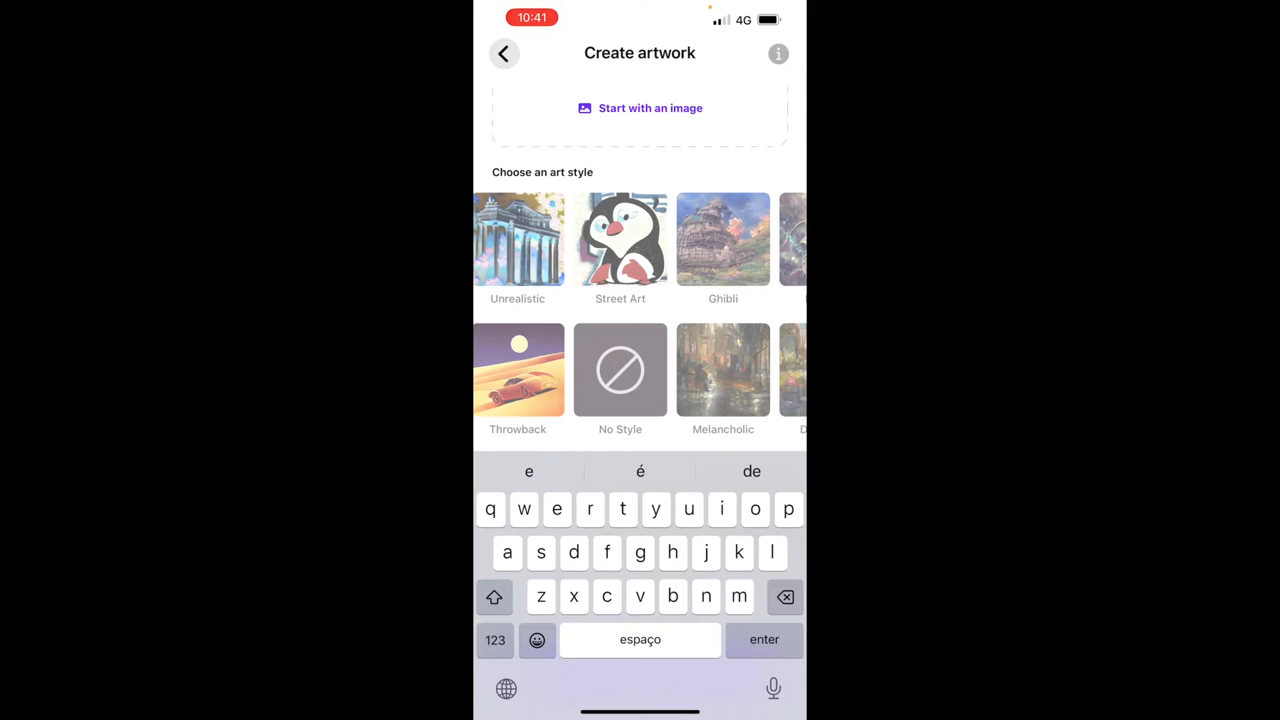 10:41
4G
Create artwork
Start with an image
Choose an art style
Unrealistic
Street Art
Ghibli
Throwback
No Style
Melancholic
D
e
é
de
q w e r t y u i o p
a s d f g h j k l
z x c v b n m
123
espaço
enter